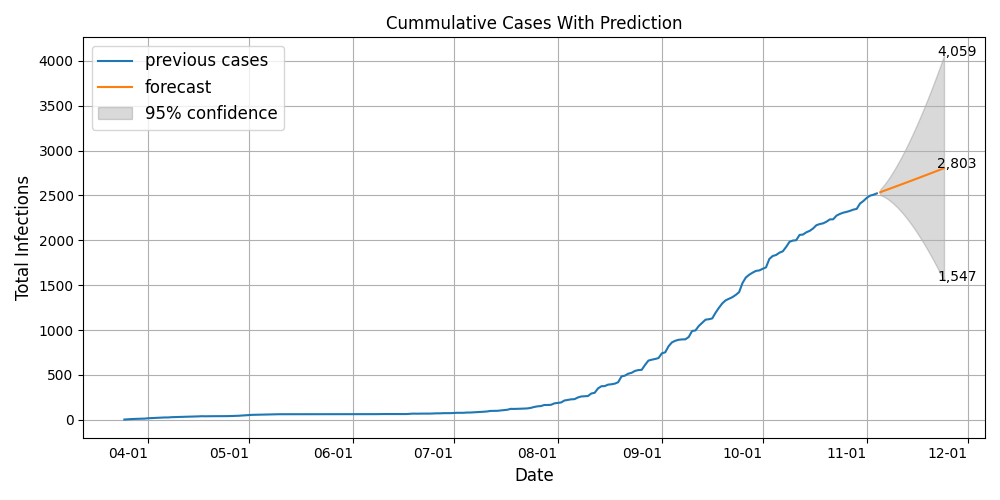 Cummulative Cases With Prediction
previous cases
forecast
95% confidence
4,059
2,803
1,547
Total Infections
4000
3500
3000
2500
2000
1500
1000
500
0
04-01 05-01 06-01 07-01 08-01 09-01 10-01 11-01 12-01
Date